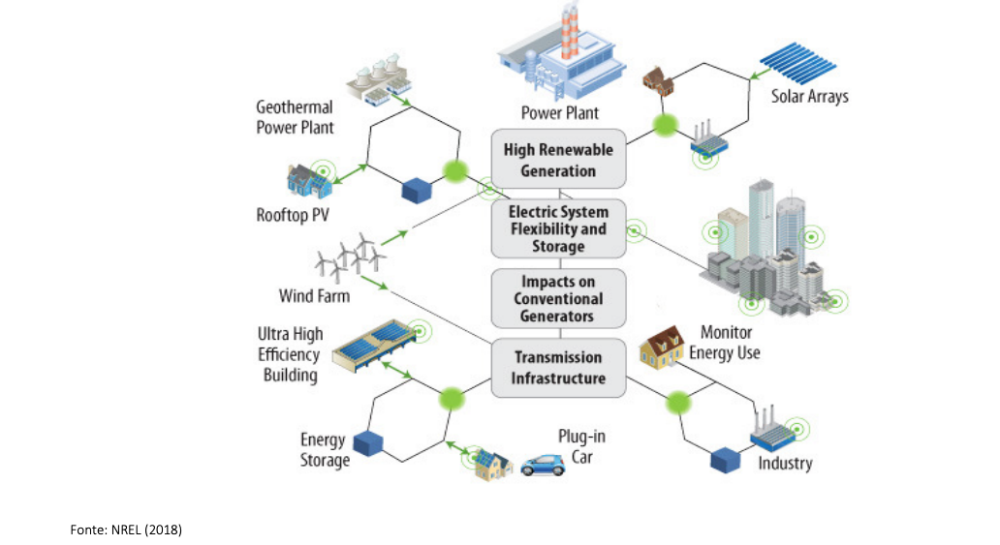 Geothermal
Power Plant
Power Plant
Solar Arrays
High Renewable
Generation
Rooftop PV
Electric System
Flexibility and
Storage
Wind Farm
Impacts on
Conventional
Generators
Ultra High
Efficiency
Building
Monitor
Energy Use
Transmission
Infrastructure
Energy
Storage
Plug-in
Car
Industry
Fonte: NREL (2018)